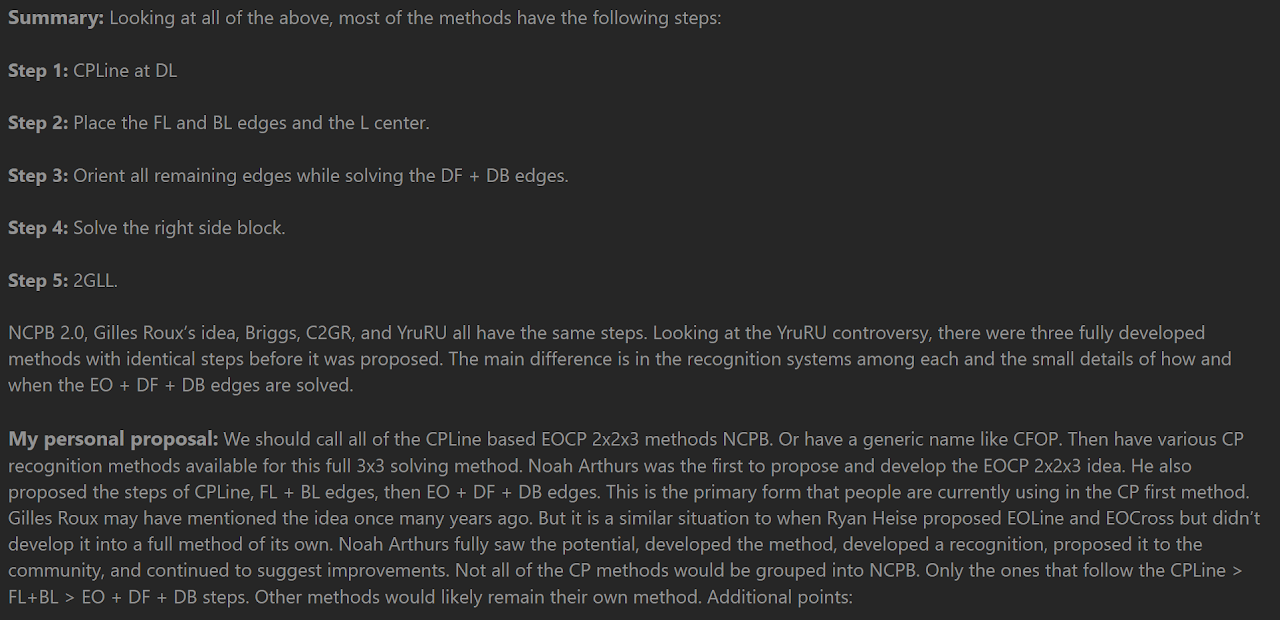 Summary: Looking at all of the above, most of the methods have the following steps:
Step 1: CPLine at DL
Step 2: Place the FL and BL edges and the L center.
Step 3: Orient all remaining edges while solving the DF + DB edges.
Step 4: Solve the right side block.
Step 5: 2GLL.
NCPB 2.0, Gilles Roux’s idea, Briggs, C2GR, and YruRU all have the same steps. Looking at the YruRU controversy, there were three fully developed
methods with identical steps before it was proposed. The main difference is in the recognition systems among each and the small details of how and
when the EO + DF + DB edges are solved.
My personal proposal: We should call all of the CPLine based EOCP 2x2x3 methods NCPB. Or have a generic name like CFOP. Then have various CP
recognition methods available for this full 3x3 solving method. Noah Arthurs was the first to propose and develop the EOCP 2x2x3 idea. He also
proposed the steps of CPLine, FL + BL edges, then EO + DF + DB edges. This is the primary form that people are currently using in the CP first method.
Gilles Roux may have mentioned the idea once many years ago. But it is a similar situation to when Ryan Heise proposed EOLine and EOCross but didn’t
develop it into a full method of its own. Noah Arthurs fully saw the potential, developed the method, developed a recognition, proposed it to the
community, and continued to suggest improvements. Not all of the CP methods would be grouped into NCPB. Only the ones that follow the CPLine >
FL+BL > EO + DF + DB steps. Other methods would likely remain their own method. Additional points: